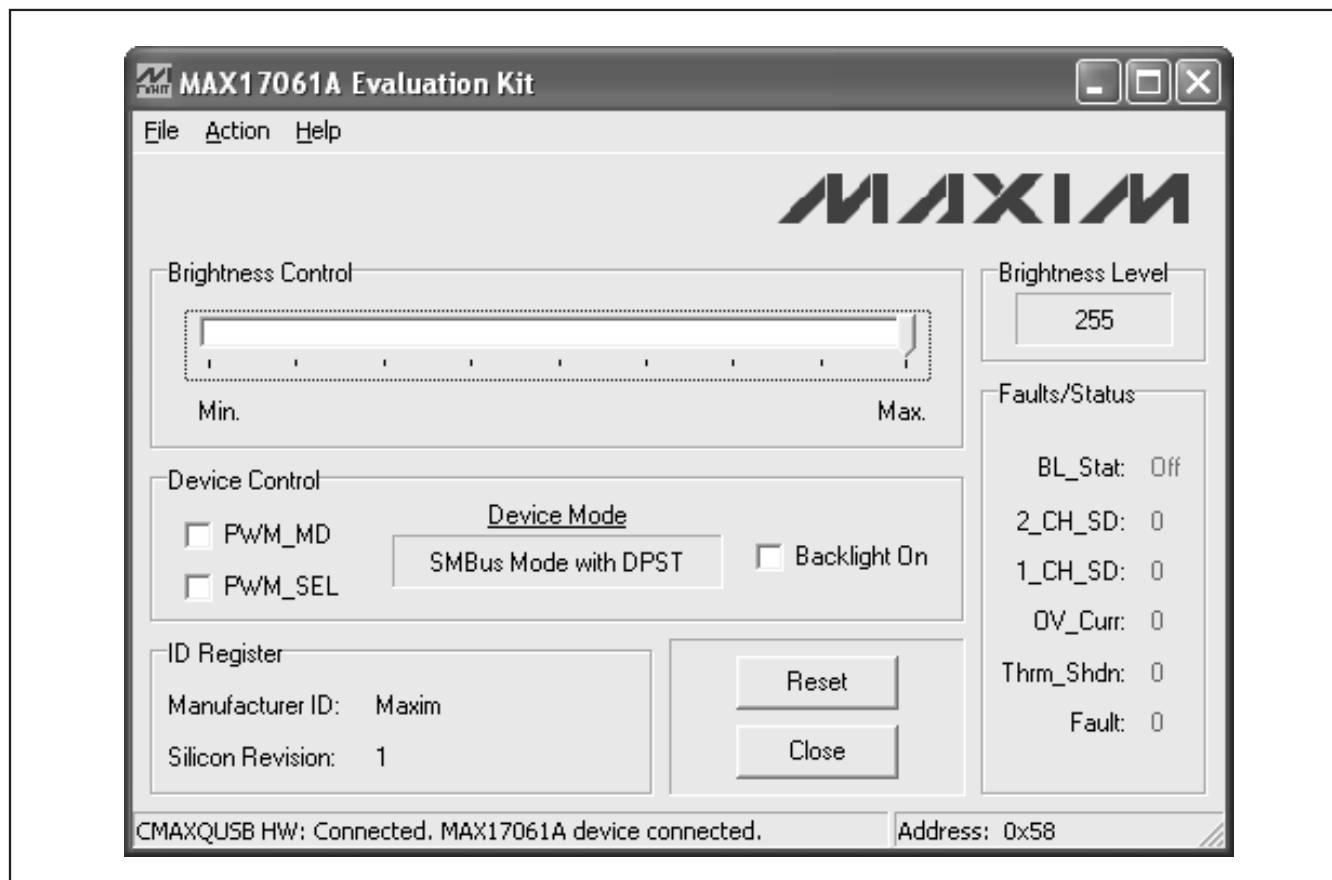 MAX17061A Evaluation Kit
File Action Help
MAXIM
Brightness Control
Min. Max.
Brightness Level
255
Device Control
PWM_MD
PWM_SEL
Device Mode
SMBus Mode with DPST
Backlight On
Faults/Status
BL_Stat: Off
2_CH_SD: 0
1_CH_SD: 0
OV_Curr: 0
Thrm_Shdn: 0
Fault: 0
ID Register
Manufacturer ID: Maxim
Silicon Revision: 1
Reset
Close
CMAXQUSB HW: Connected. MAX17061A device connected.
Address: 0x58